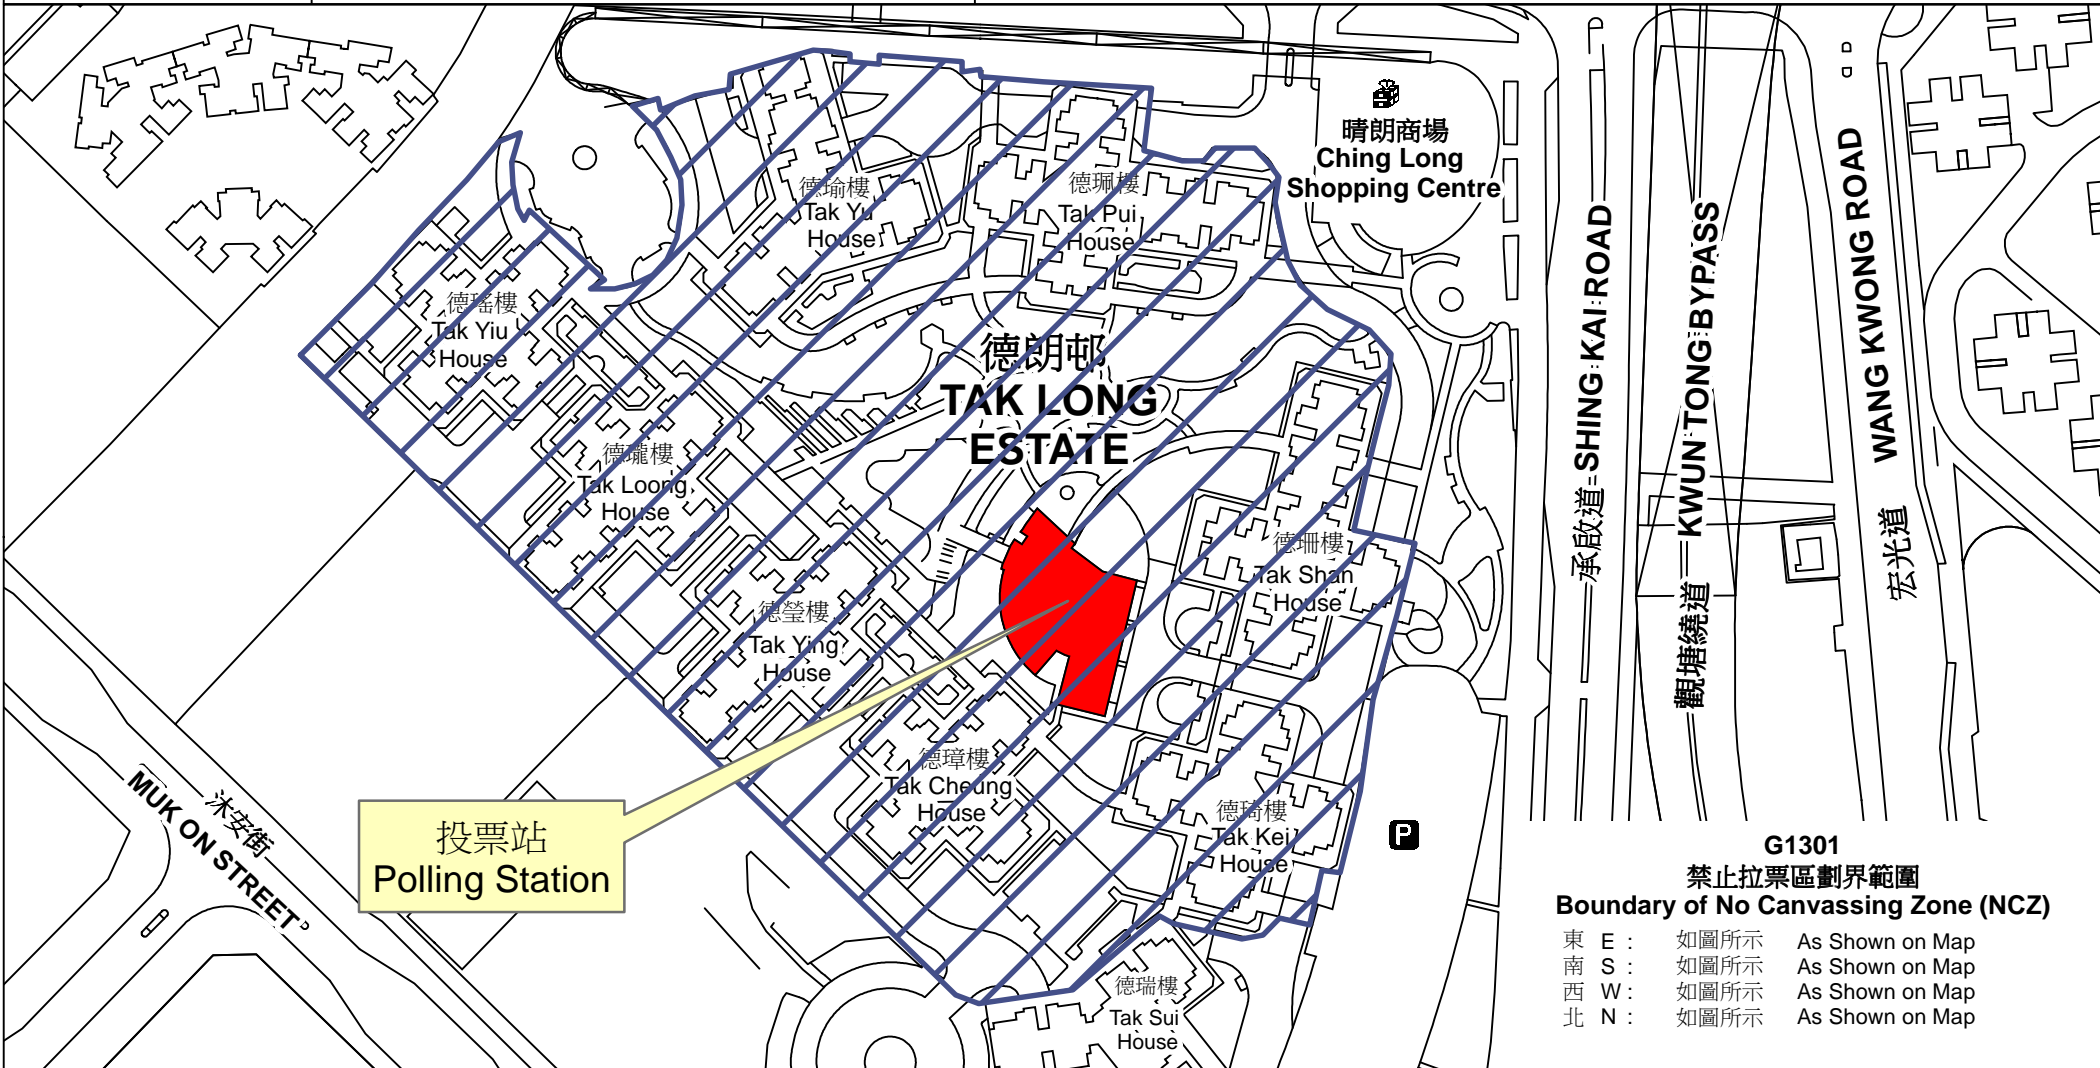 晴朗商場
Ching Long
Shopping Centre
德瑜樓
Tak Yu
House
德珮樓
Tak Pui
House
德瑤樓
Tak Yiu
House
德朗邨
TAK LONG
ESTATE
德瓏樓
Tak Loong
House
德珊樓
Tak Shan
House
德瑩樓
Tak Ying
House
德璋樓
Tak Cheung
House
德琦樓
Tak Kei
House
德瑞樓
Tak Sui
House
投票站
Polling Station
沐安街
MUK ON STREET
承啟道 SHING KAI ROAD
觀塘繞道 KWUN TONG BYPASS
宏光道 WANG KWONG ROAD
P
G1301
禁止拉票區劃界範圍
Boundary of No Canvassing Zone (NCZ)
東 E : 如圖所示 As Shown on Map
南 S : 如圖所示 As Shown on Map
西 W : 如圖所示 As Shown on Map
北 N : 如圖所示 As Shown on Map